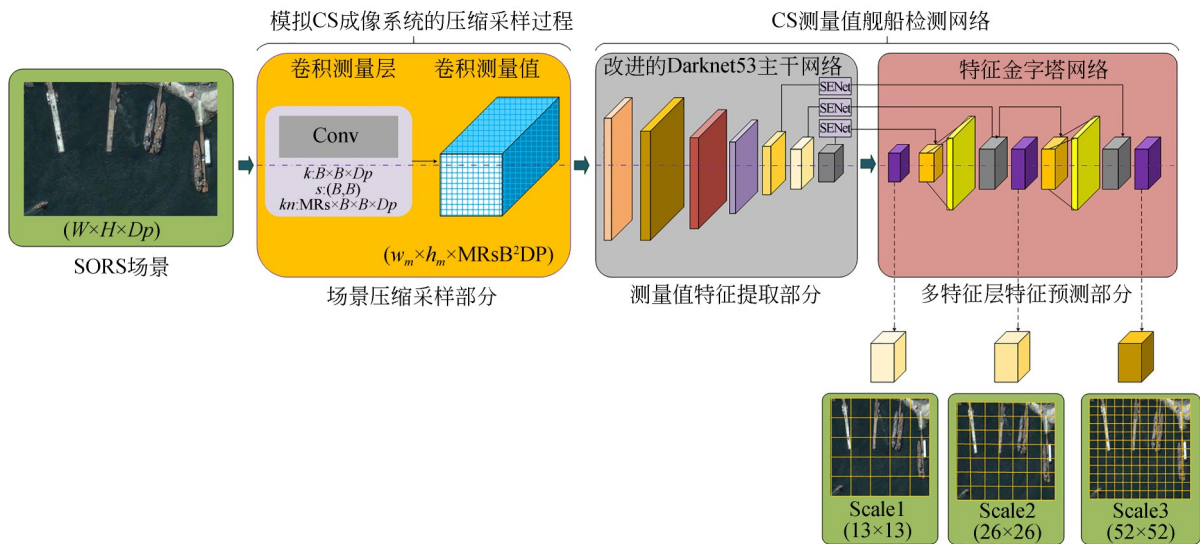 模拟CS成像系统的压缩采样过程
CS测量值舰船检测网络
卷积测量层
卷积测量值
Conv
k:B×B×Dp
s:(B,B)
kn:MRs×B×B×Dp
(wₘ×hₘ×MRsB²DP)
(W×H×Dp)
SORS场景
场景压缩采样部分
改进的Darknet53主干网络
SENet
SENet
SENet
测量值特征提取部分
特征金字塔网络
多特征层特征预测部分
Scale1
(13×13)
Scale2
(26×26)
Scale3
(52×52)